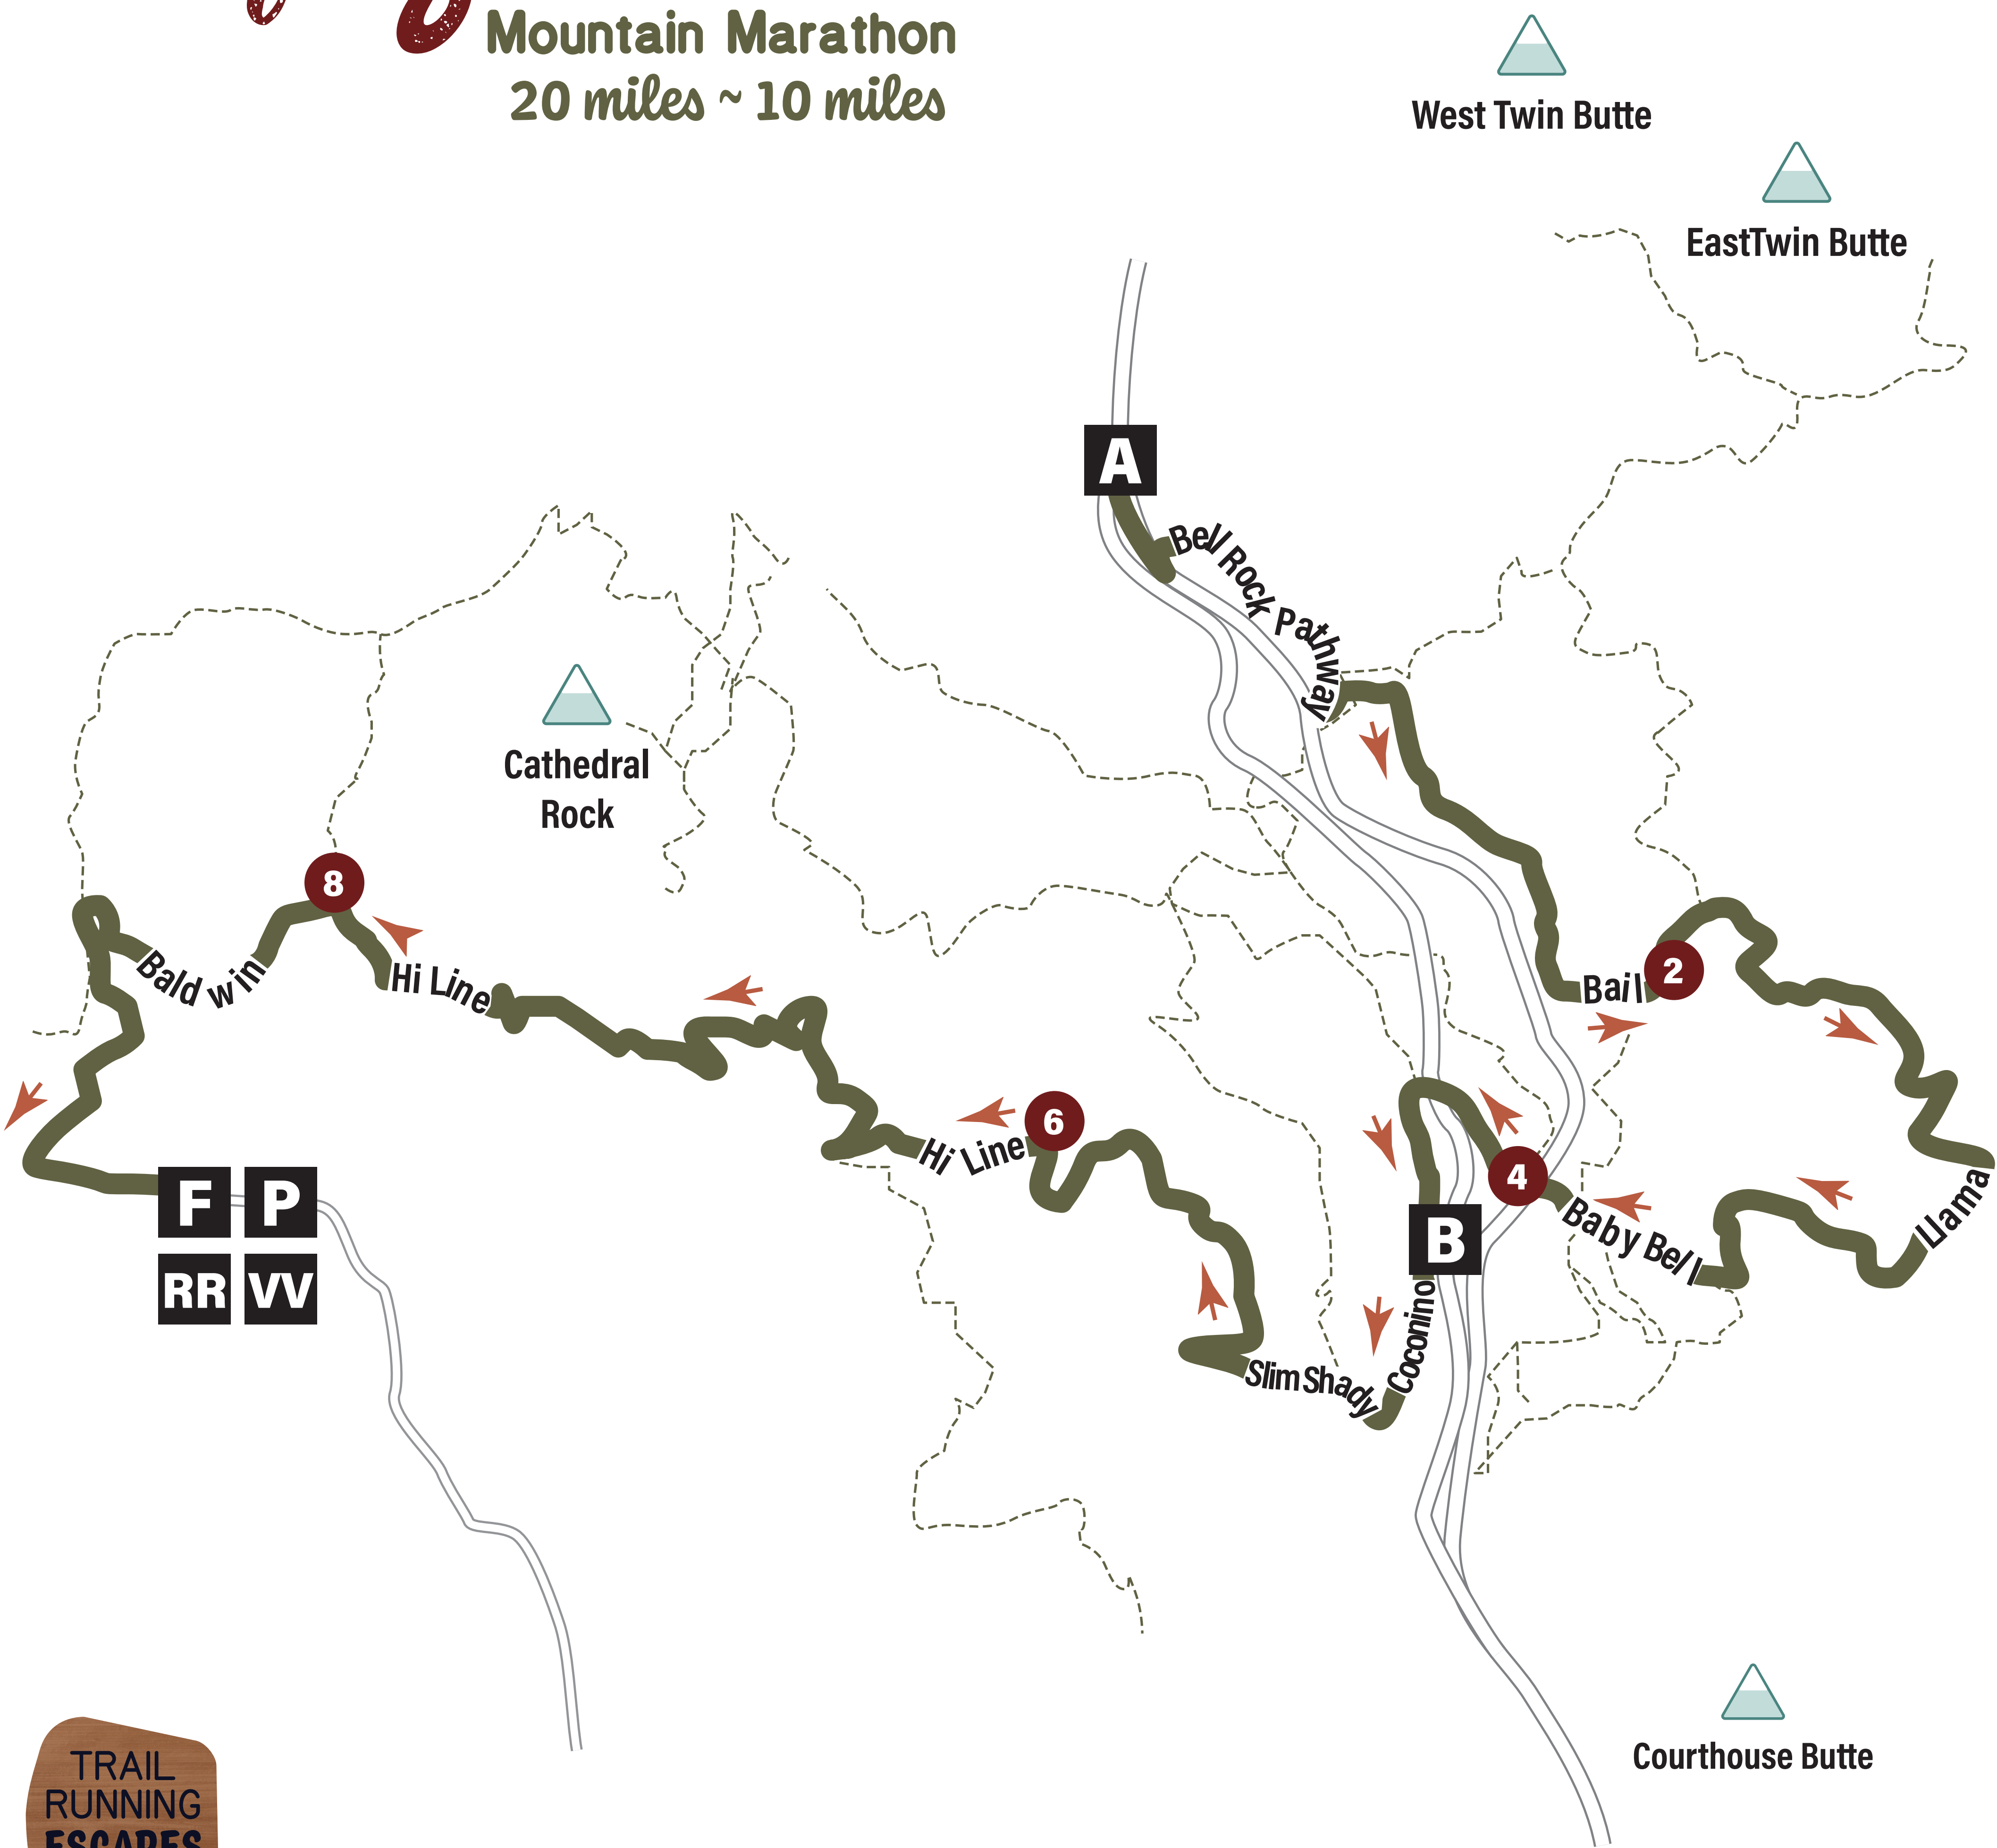 Mountain Marathon
20 miles ~ 10 miles
West Twin Butte
EastTwin Butte
A
Bell Rock Pathway
Cathedral
Rock
8
Bail
2
Bald win
Hi Line
6
Hi Line
4
Baby Bell
Llama
F P
B
RR VV
Coconino
Slim Shady
Courthouse Butte
TRAIL
RUNNING
ESCAPES